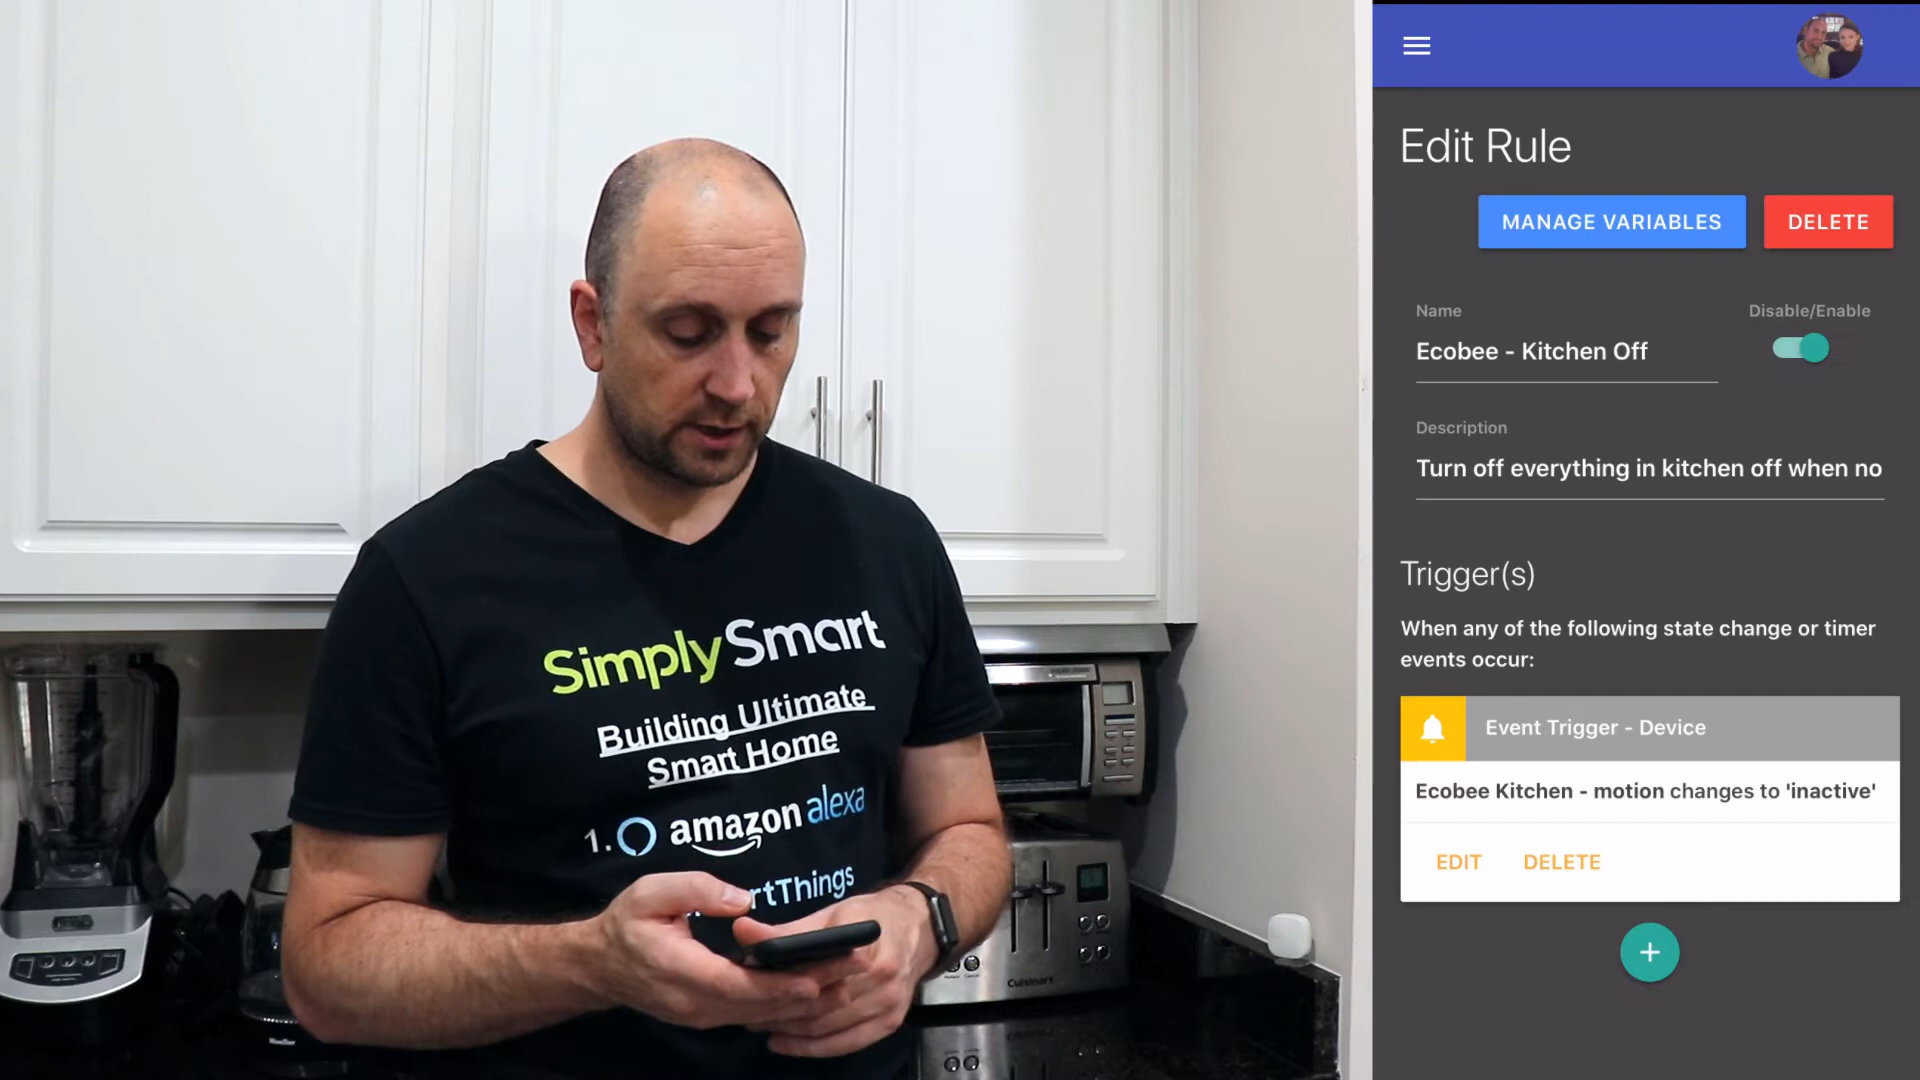 SimplySmart
Building Ultimate
Smart Home
1. amazon alexa
rtThings
Cuisinart
Edit Rule
MANAGE VARIABLES
DELETE
Name
Disable/Enable
Ecobee - Kitchen Off
Description
Turn off everything in kitchen off when no
Trigger(s)
When any of the following state change or timer
events occur:
Event Trigger - Device
Ecobee Kitchen - motion changes to 'inactive'
EDIT DELETE